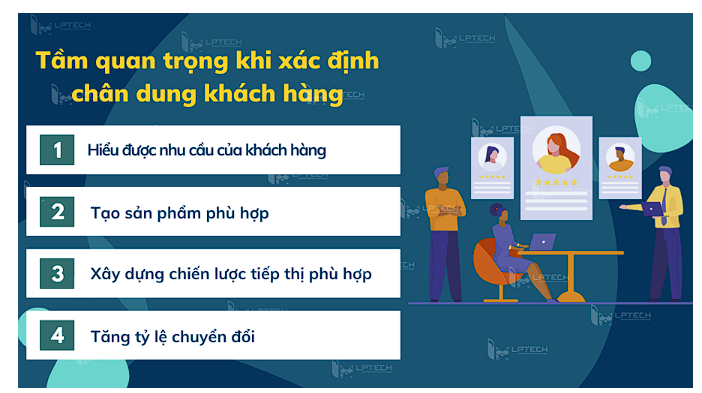 Tầm quan trọng khi xác định
chân dung khách hàng
1 Hiểu được nhu cầu của khách hàng
2 Tạo sản phẩm phù hợp
3 Xây dựng chiến lược tiếp thị phù hợp
4 Tăng tỷ lệ chuyển đổi
LPTECH